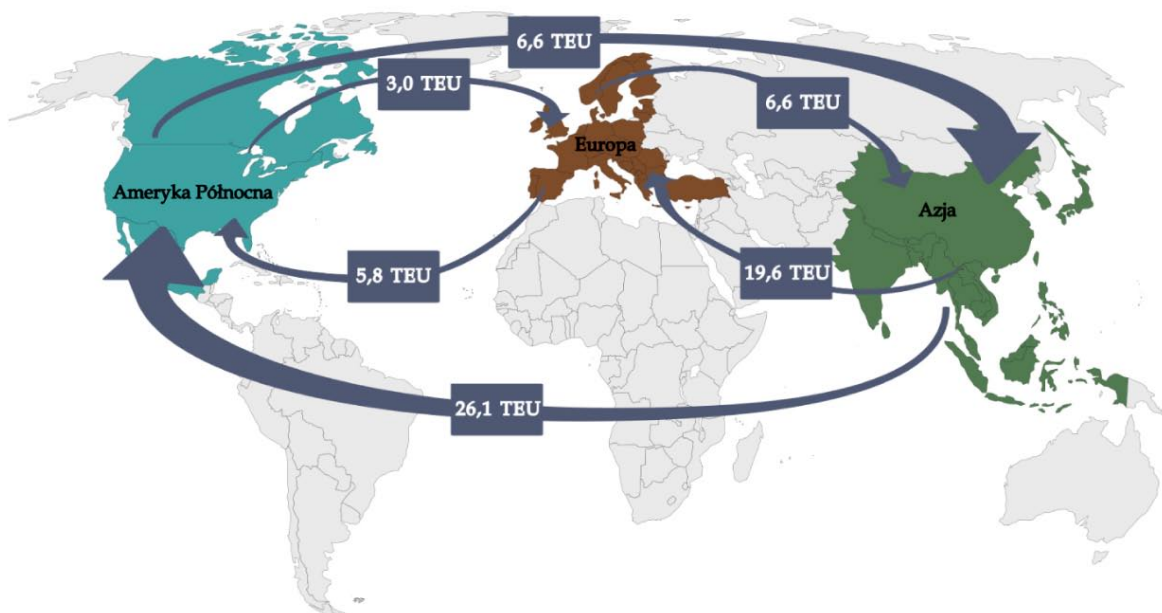 6,6 TEU
3,0 TEU
6,6 TEU
Europa
Ameryka Północna
Azja
5,8 TEU
19,6 TEU
26,1 TEU